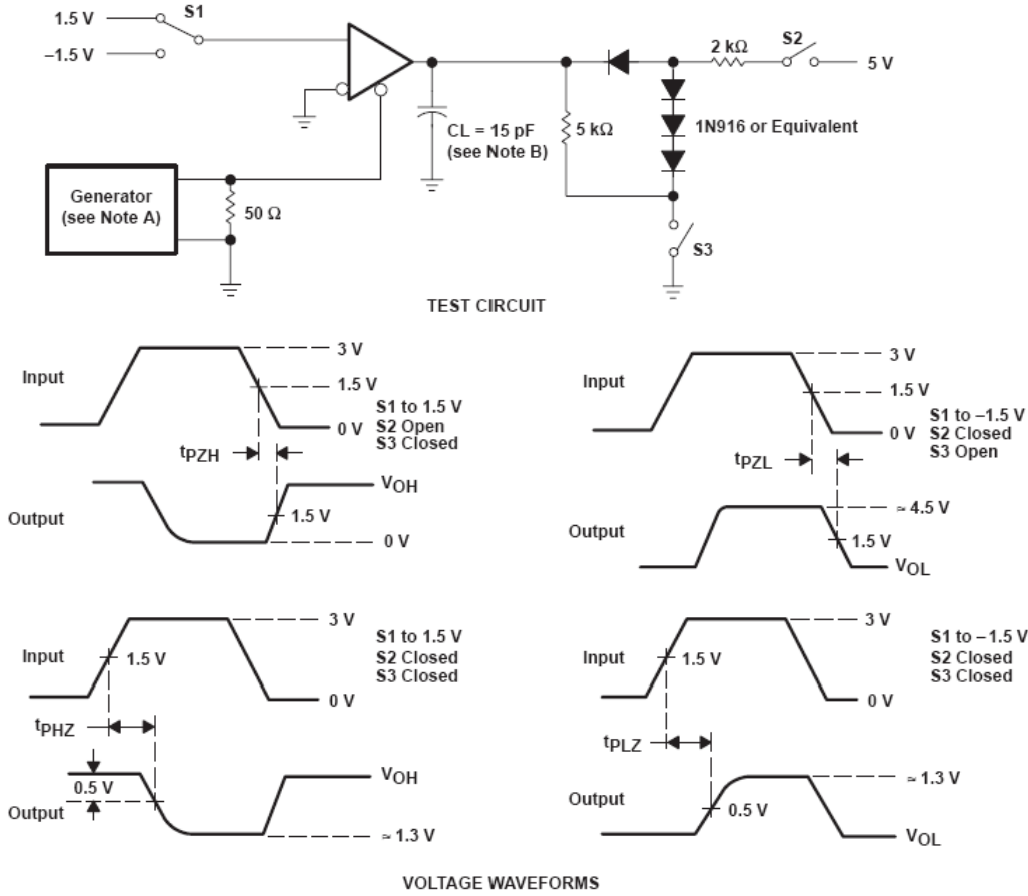 S1
1.5 V
–1.5 V
2 kΩ
S2
5 V
CL = 15 pF
(see Note B)
5 kΩ
1N916 or Equivalent
Generator
(see Note A)
50 Ω
S3
TEST CIRCUIT
Input
3 V
1.5 V
0 V
S1 to 1.5 V
S2 Open
S3 Closed
tPZH
Output
VOH
1.5 V
0 V
Input
3 V
1.5 V
0 V
S1 to –1.5 V
S2 Closed
S3 Open
tPZL
Output
≈ 4.5 V
1.5 V
VOL
Input
3 V
1.5 V
0 V
S1 to 1.5 V
S2 Closed
S3 Closed
tPHZ
0.5 V
Output
VOH
≈ 1.3 V
Input
3 V
1.5 V
0 V
S1 to – 1.5 V
S2 Closed
S3 Closed
tPLZ
Output
≈ 1.3 V
0.5 V
VOL
VOLTAGE WAVEFORMS